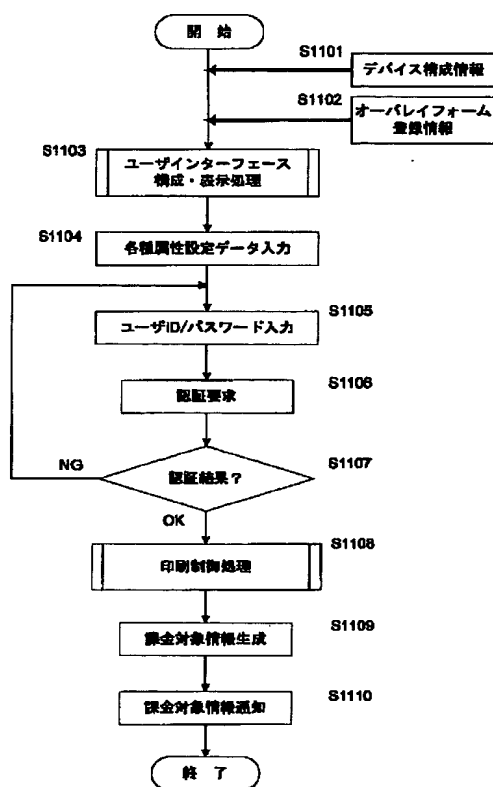 開 始
S1101
デバイス構成情報
S1102
オーバレイフォーム
登録情報
S1103
ユーザインターフェース
構成・表示処理
S1104
各種属性設定データ入力
S1105
ユーザID/パスワード入力
S1106
認証要求
S1107
認証結果?
NG
OK
S1108
印刷制御処理
S1109
課金対象情報生成
S1110
課金対象情報通知
終 了